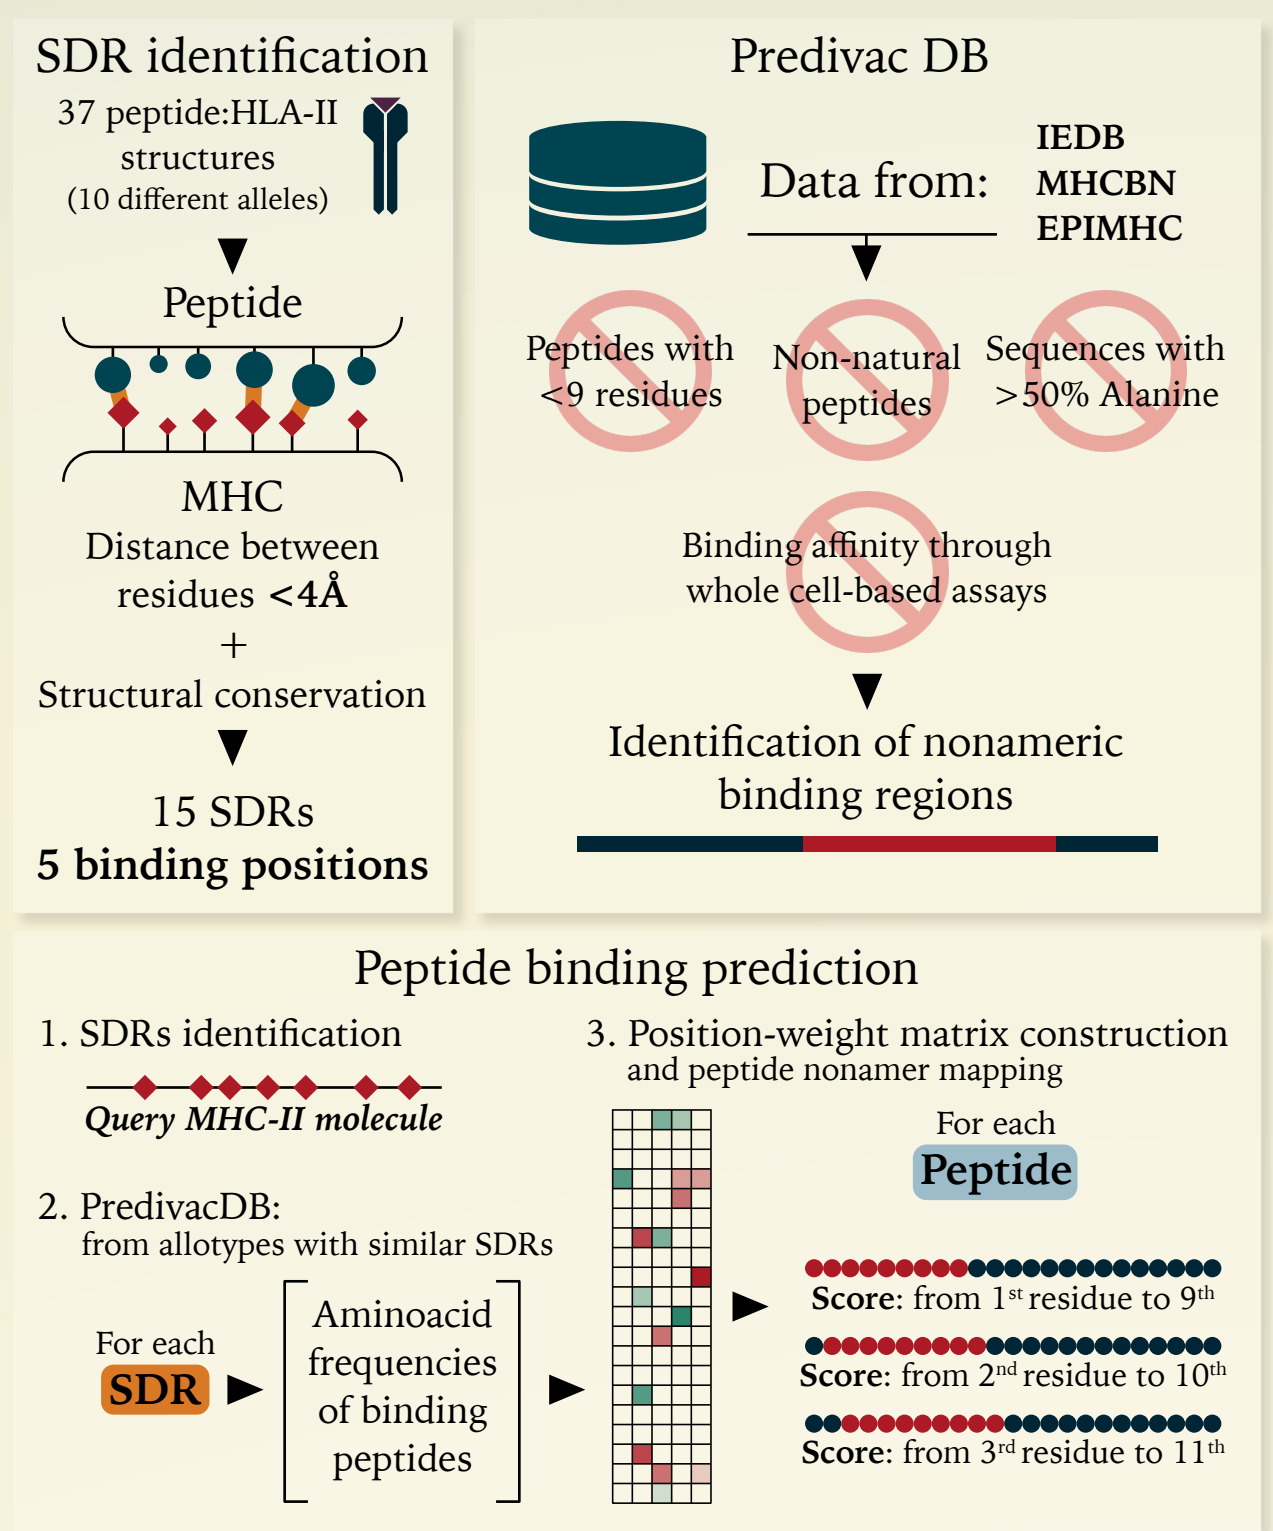 SDR identification
37 peptide:HLA-II
structures
(10 different alleles)
Peptide
MHC
Distance between
residues <4Å
+
Structural conservation
15 SDRs
5 binding positions
Predivac DB
Data from:
IEDB
MHCBN
EPIMHC
Peptides with
<9 residues
Non-natural
peptides
Sequences with
>50% Alanine
Binding affinity through
whole cell-based assays
Identification of nonameric
binding regions
Peptide binding prediction
1. SDRs identification
Query MHC-II molecule
2. PredivacDB:
from allotypes with similar SDRs
For each
SDR
Aminoacid
frequencies
of binding
peptides
3. Position-weight matrix construction
and peptide nonamer mapping
For each
Peptide
Score: from 1st residue to 9th
Score: from 2nd residue to 10th
Score: from 3rd residue to 11th